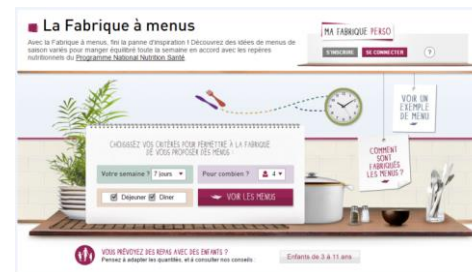 La Fabrique à menus
Avec la Fabrique à menus, fini la panne d'inspiration ! Découvrez des idées de menus de
saison variés pour manger équilibré toute la semaine en accord avec les repères
nutritionnels du Programme National Nutrition Santé
MA FABRIQUE PERSO
S'INSCRIRE SE CONNECTER ?
VOIR UN
EXEMPLE
DE MENU
CHOISISSEZ VOS CRITÈRES POUR PERMETTRE À LA FABRIQUE
DE VOUS PROPOSER DES MENUS :
COMMENT
SONT
FABRIQUÉS
LES MENUS ?
Votre semaine ? 7 jours Pour combien ? 4
Déjeuner Dîner VOIR LES MENUS
VOUS PRÉVOYEZ DES REPAS AVEC DES ENFANTS ?
Pensez à adapter les quantités, et à consulter nos conseils
Enfants de 3 à 11 ans